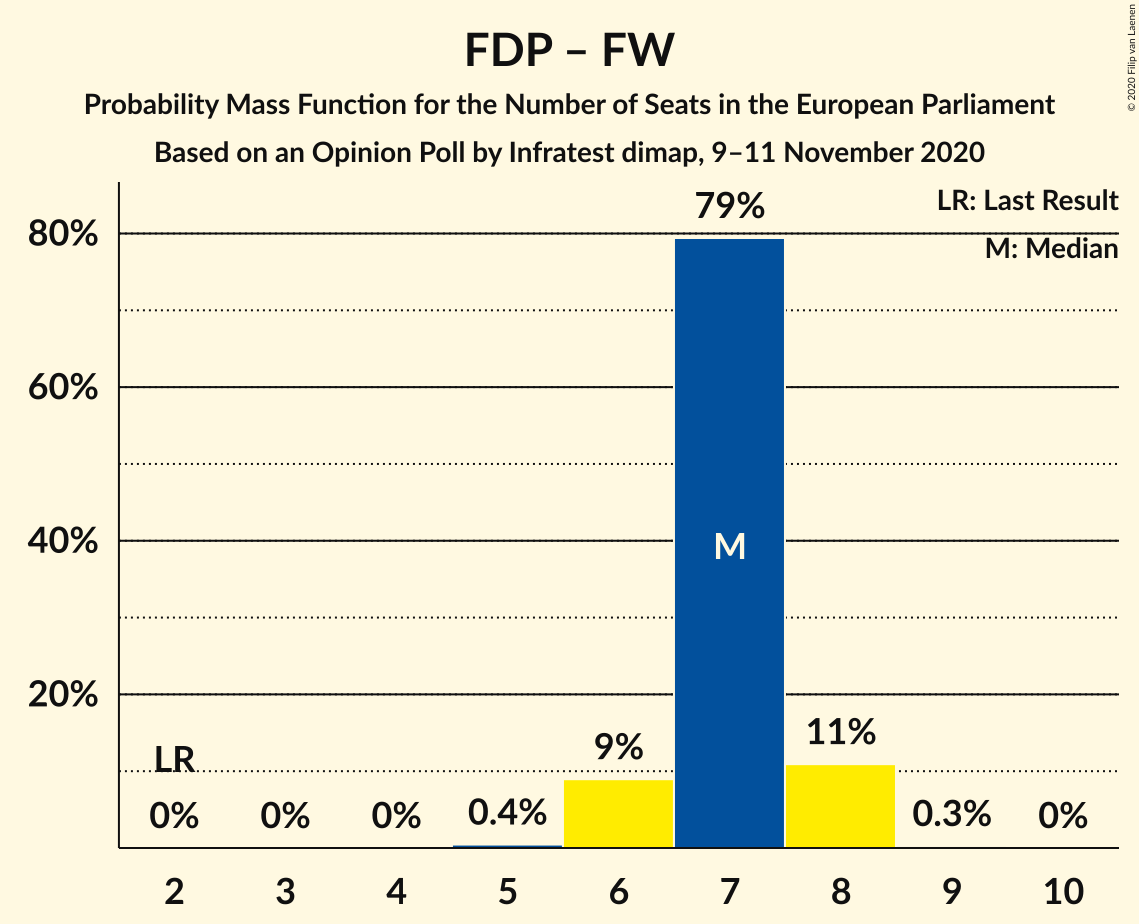 FDP – FW
Probability Mass Function for the Number of Seats in the European Parliament
Based on an Opinion Poll by Infratest dimap, 9–11 November 2020
© 2020 Filip van Laenen
LR: Last Result
M: Median
80%
60%
40%
20%
79%
M
LR
0%
0%
0%
0.4%
9%
11%
0.3%
0%
2 3 4 5 6 7 8 9 10